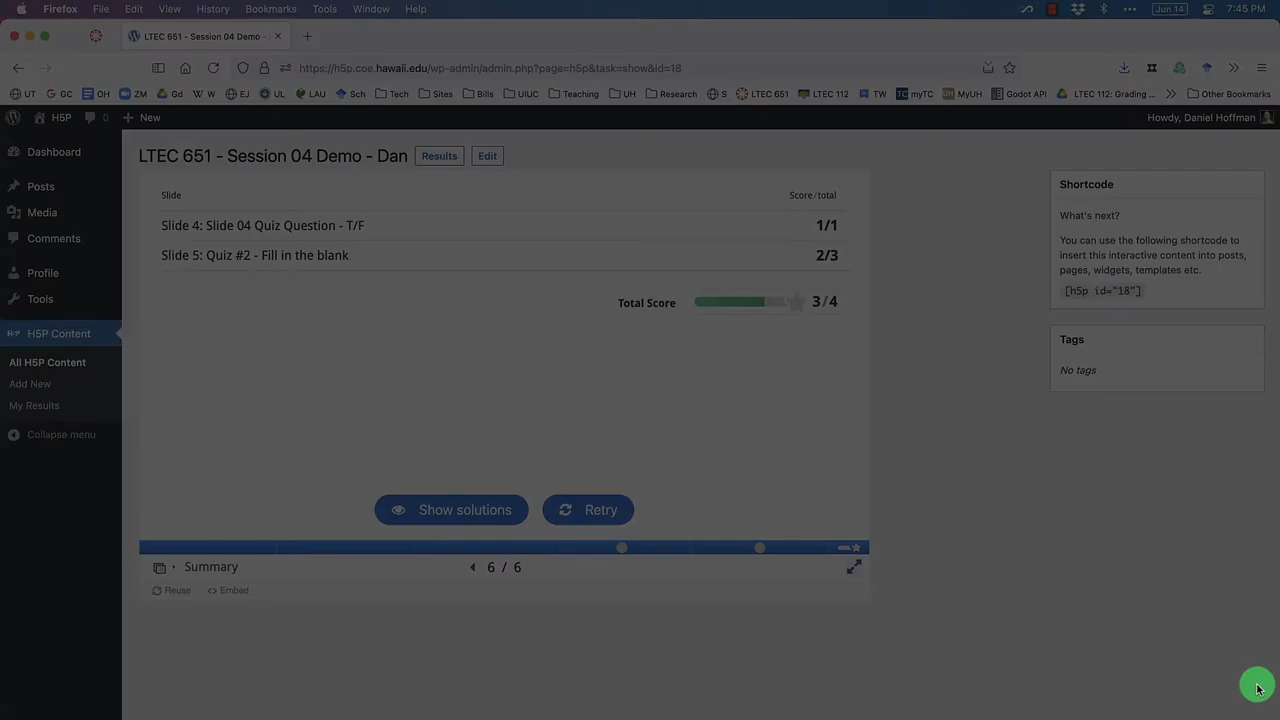 Firefox File Edit View History Bookmarks Tools Window Help Jun 14 7:45 PM
LTEC 651 - Session 04 Demo -
https://h5p.coe.hawaii.edu/wp-admin/admin.php?page=h5p&task=show&id=18
UT GC OH ZM Gd W EJ UL LAU Sch Tech Sites Bills UIUC Teaching UH Research S LTEC 651 LTEC 112 TW myTC MyUH Godot API LTEC 112: Grading ... Other Bookmarks
H5P 0 New Howdy, Daniel Hoffman
Dashboard
Posts
Media
Comments
Profile
Tools
H5P Content
All H5P Content
Add New
My Results
Collapse menu
LTEC 651 - Session 04 Demo - Dan Results Edit
Slide Score/total
Slide 4: Slide 04 Quiz Question - T/F 1/1
Slide 5: Quiz #2 - Fill in the blank 2/3
Total Score 3/4
Show solutions Retry
Summary 6 / 6
Reuse Embed
Shortcode
What's next?
You can use the following shortcode to
insert this interactive content into posts,
pages, widgets, templates etc.
[h5p id="18"]
Tags
No tags